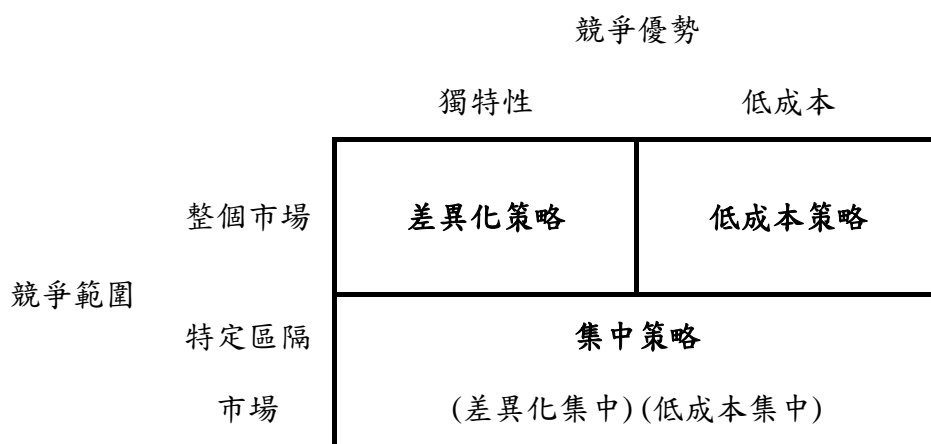 競爭優勢
獨特性 低成本
整個市場 差異化策略 低成本策略
競爭範圍
特定區隔 集中策略
市場 (差異化集中)(低成本集中)